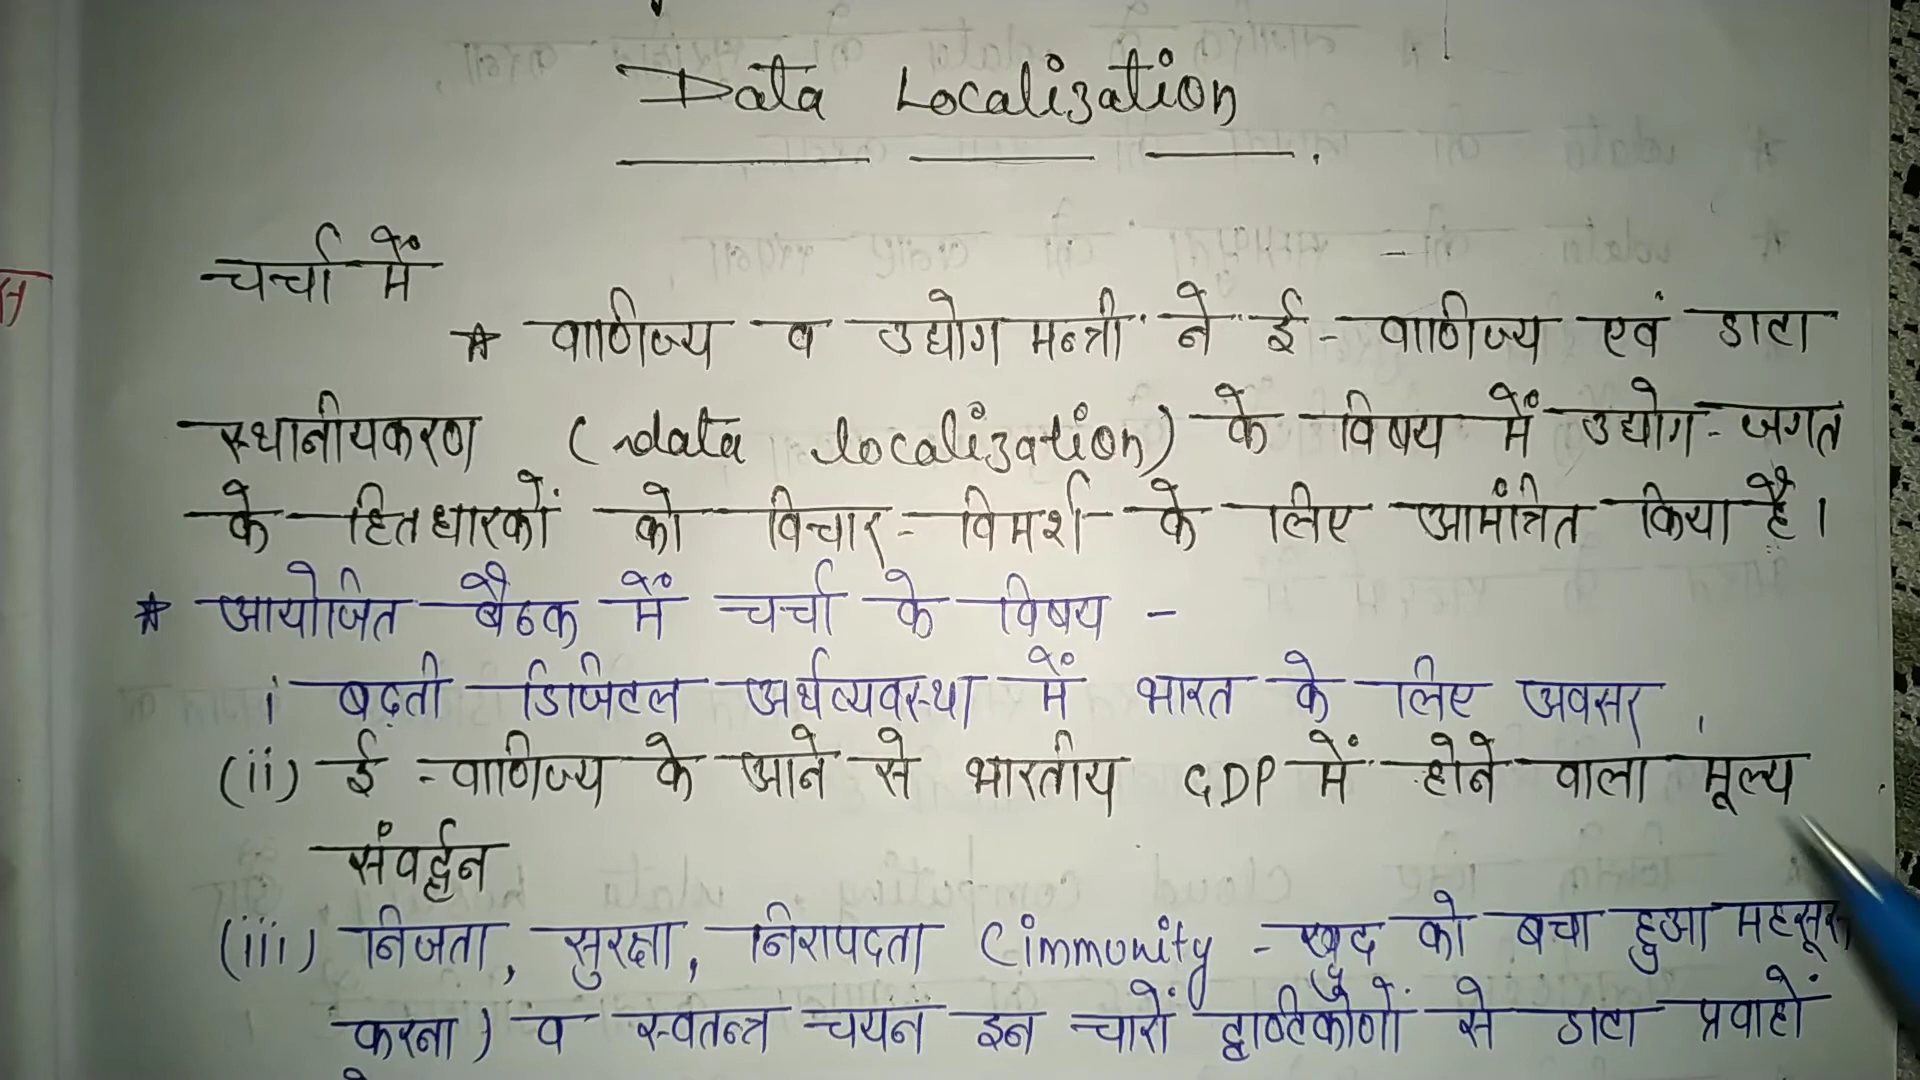 Data Localization
चर्चा में
* वाणिज्य व उद्योग मन्त्री ने ई - वाणिज्य एवं डाटा
स्थानीयकरण (data localization) के विषय में उद्योग - जगत
के हितधारकों को विचार - विमर्श के लिए आमंत्रित किया है।
* आयोजित बैठक में चर्चा के विषय -
i बढ़ती डिजिटल अर्थव्यवस्था में भारत के लिए अवसर,
(ii) ई - वाणिज्य के आने से भारतीय GDP में होने वाला मूल्य
संवर्द्धन
(iii) निजता, सुरक्षा, निरापदता (immunity - खुद को बचा हुआ महसूस
करना) व स्वतन्त्र चयन इन चारों दृष्टिकोणों से डाटा प्रवाहों